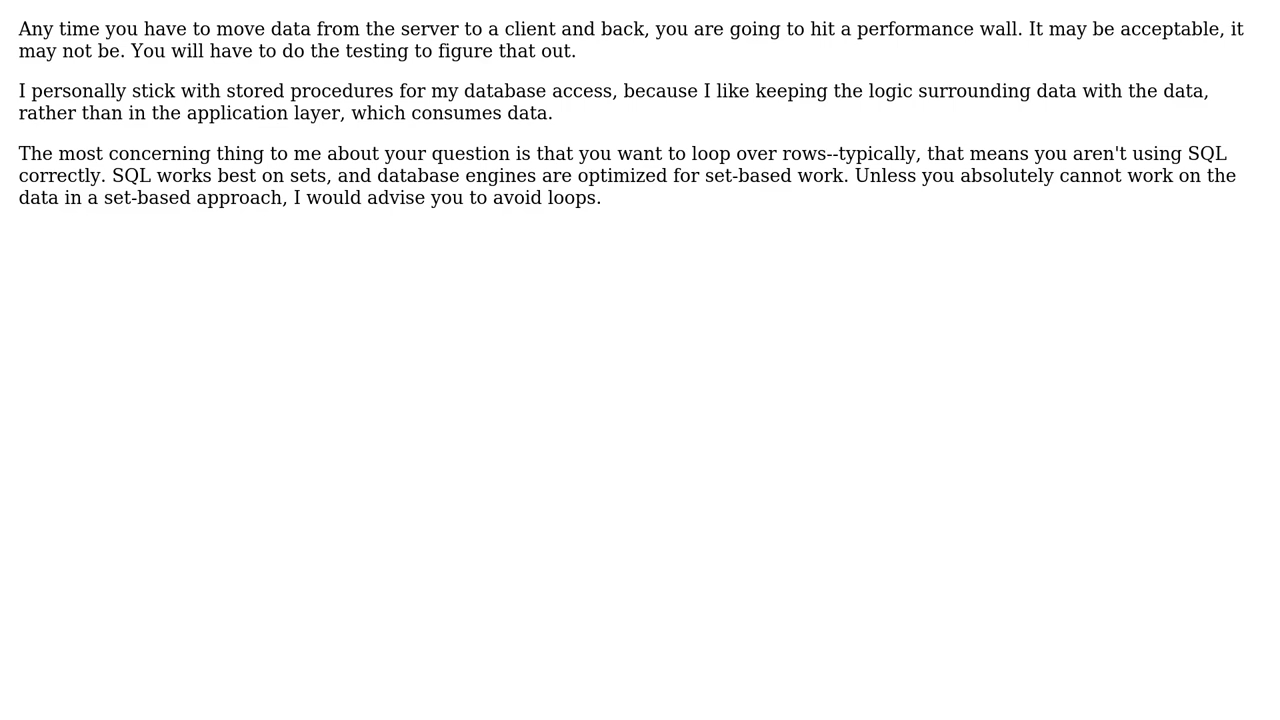 Any time you have to move data from the server to a client and back, you are going to hit a performance wall. It may be acceptable, it
may not be. You will have to do the testing to figure that out.
I personally stick with stored procedures for my database access, because I like keeping the logic surrounding data with the data,
rather than in the application layer, which consumes data.
The most concerning thing to me about your question is that you want to loop over rows--typically, that means you aren't using SQL
correctly. SQL works best on sets, and database engines are optimized for set-based work. Unless you absolutely cannot work on the
data in a set-based approach, I would advise you to avoid loops.